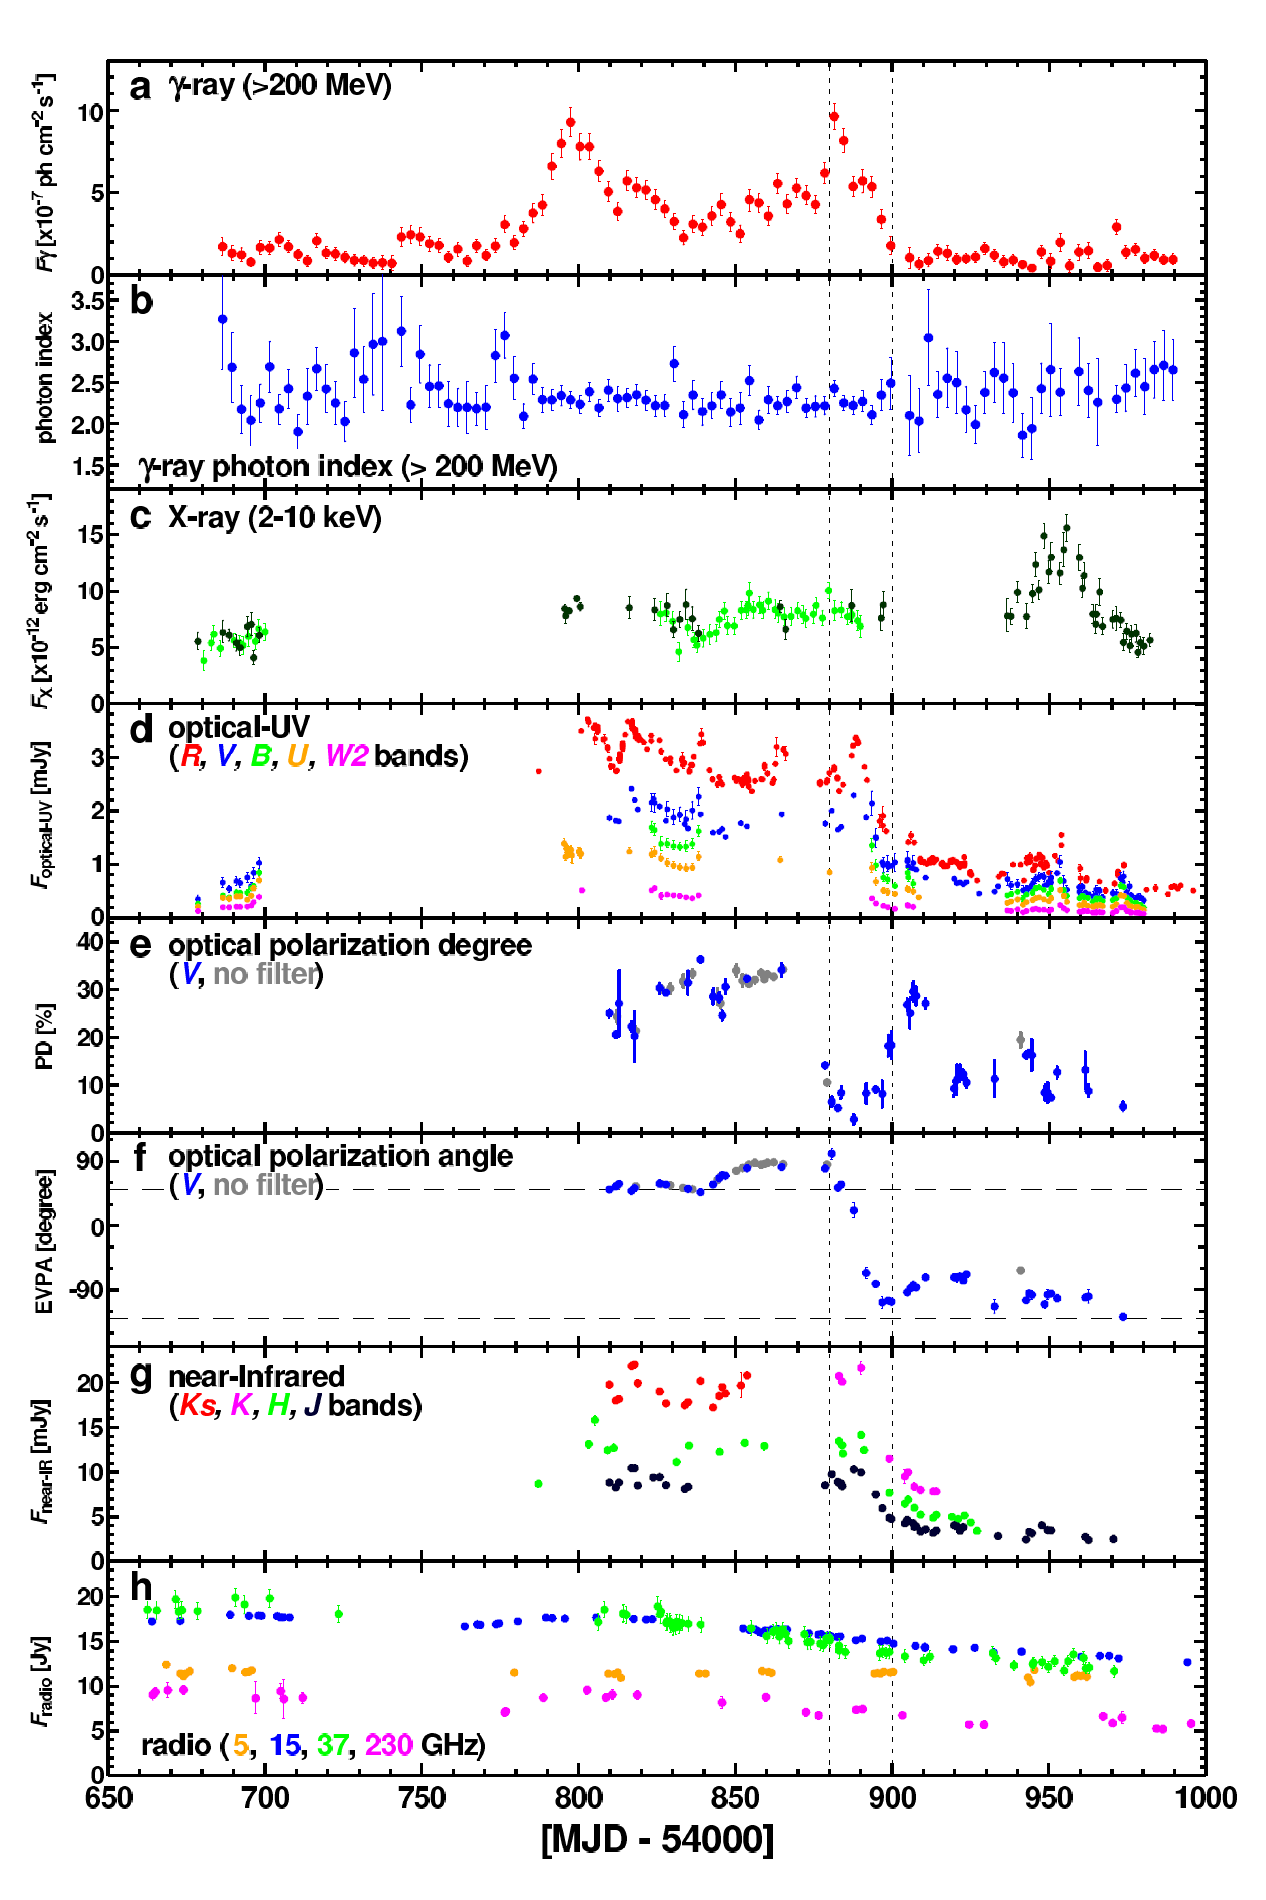 a γ-ray (>200 MeV)
Fγ [x10-7 ph cm-2 s-1]
10
5
0
b
photon index
3.5
3.0
2.5
2.0
1.5
γ-ray photon index (> 200 MeV)
c X-ray (2-10 keV)
FX [x10-12 erg cm-2 s-1]
15
10
5
0
d optical-UV
(R, V, B, U, W2 bands)
Foptical-UV [mJy]
3
2
1
0
e optical polarization degree
(V, no filter)
PD [%]
40
30
20
10
0
f optical polarization angle
(V, no filter)
EVPA [degree]
90
0
-90
g near-Infrared
(Ks, K, H, J bands)
Fnear-IR [mJy]
20
15
10
5
0
h
Fradio [Jy]
20
15
10
5
0
radio (5, 15, 37, 230 GHz)
650 700 750 800 850 900 950 1000
[MJD - 54000]